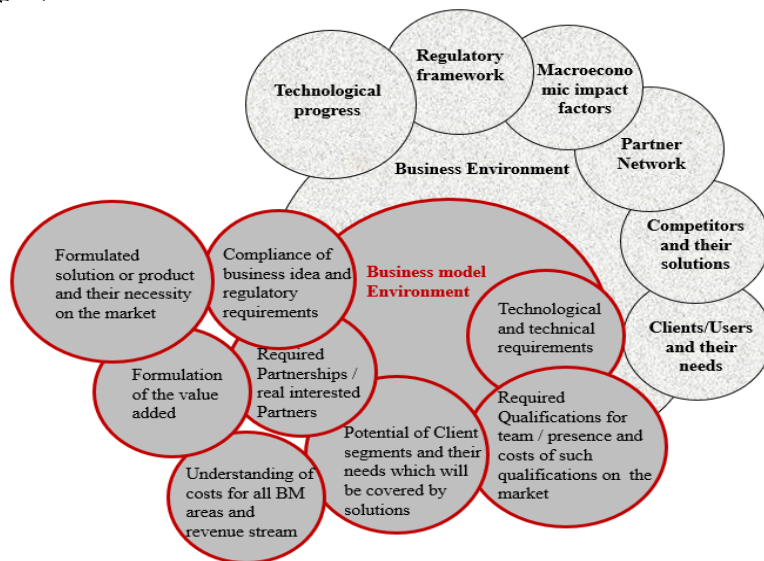 Regulatory
framework
Technological
progress
Macroecono
mic impact
factors
Partner
Network
Business Environment
Competitors
and their
solutions
Clients/Users
and their
needs
Business model
Environment
Formulated
solution or product
and their necessity
on the market
Compliance of
business idea and
regulatory
requirements
Technological
and technical
requirements
Formulation
of the value
added
Required
Partnerships /
real interested
Partners
Required
Qualifications for
team / presence and
costs of such
qualifications on the
market
Potential of Client
segments and their
needs which will
be covered by
solutions
Understanding of
costs for all BM
areas and
revenue stream